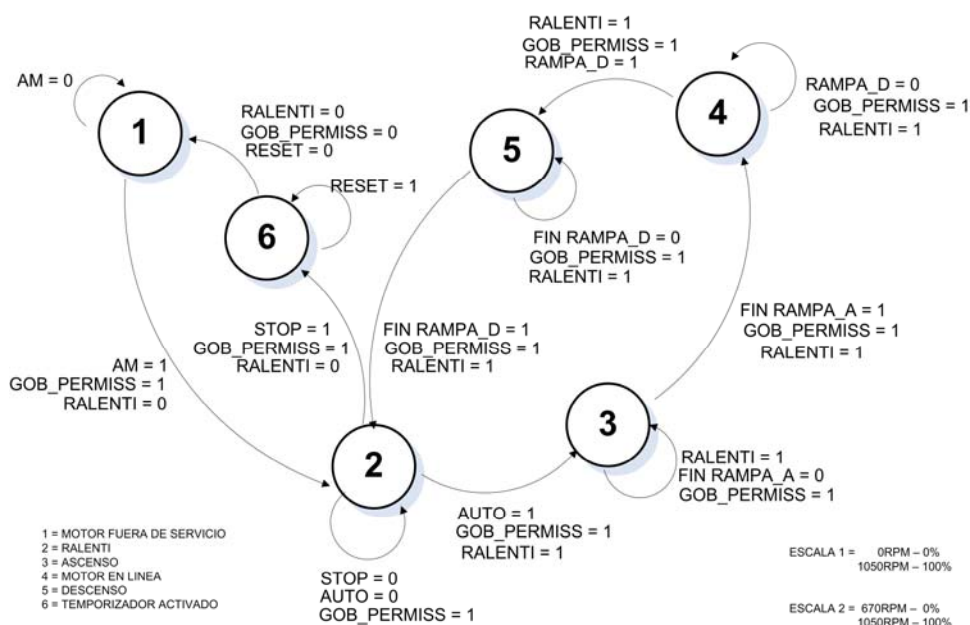 RALENTI = 1
GOB_PERMISS = 1
RAMPA_D = 1
AM = 0
1
RALENTI = 0
GOB_PERMISS = 0
RESET = 0
4
RAMPA_D = 0
GOB_PERMISS = 1
RALENTI = 1
5
RESET = 1
6
FIN RAMPA_D = 0
GOB_PERMISS = 1
RALENTI = 1
STOP = 1
GOB_PERMISS = 1
RALENTI = 0
FIN RAMPA_D = 1
GOB_PERMISS = 1
RALENTI = 1
FIN RAMPA_A = 1
GOB_PERMISS = 1
RALENTI = 1
AM = 1
GOB_PERMISS = 1
RALENTI = 0
3
2
RALENTI = 1
FIN RAMPA_A = 0
GOB_PERMISS = 1
AUTO = 1
GOB_PERMISS = 1
RALENTI = 1
STOP = 0
AUTO = 0
GOB_PERMISS = 1
1 = MOTOR FUERA DE SERVICIO
2 = RALENTI
3 = ASCENSO
4 = MOTOR EN LINEA
5 = DESCENSO
6 = TEMPORIZADOR ACTIVADO
ESCALA 1 = 0RPM – 0%
1050RPM – 100%
ESCALA 2 = 670RPM – 0%
1050RPM – 100%